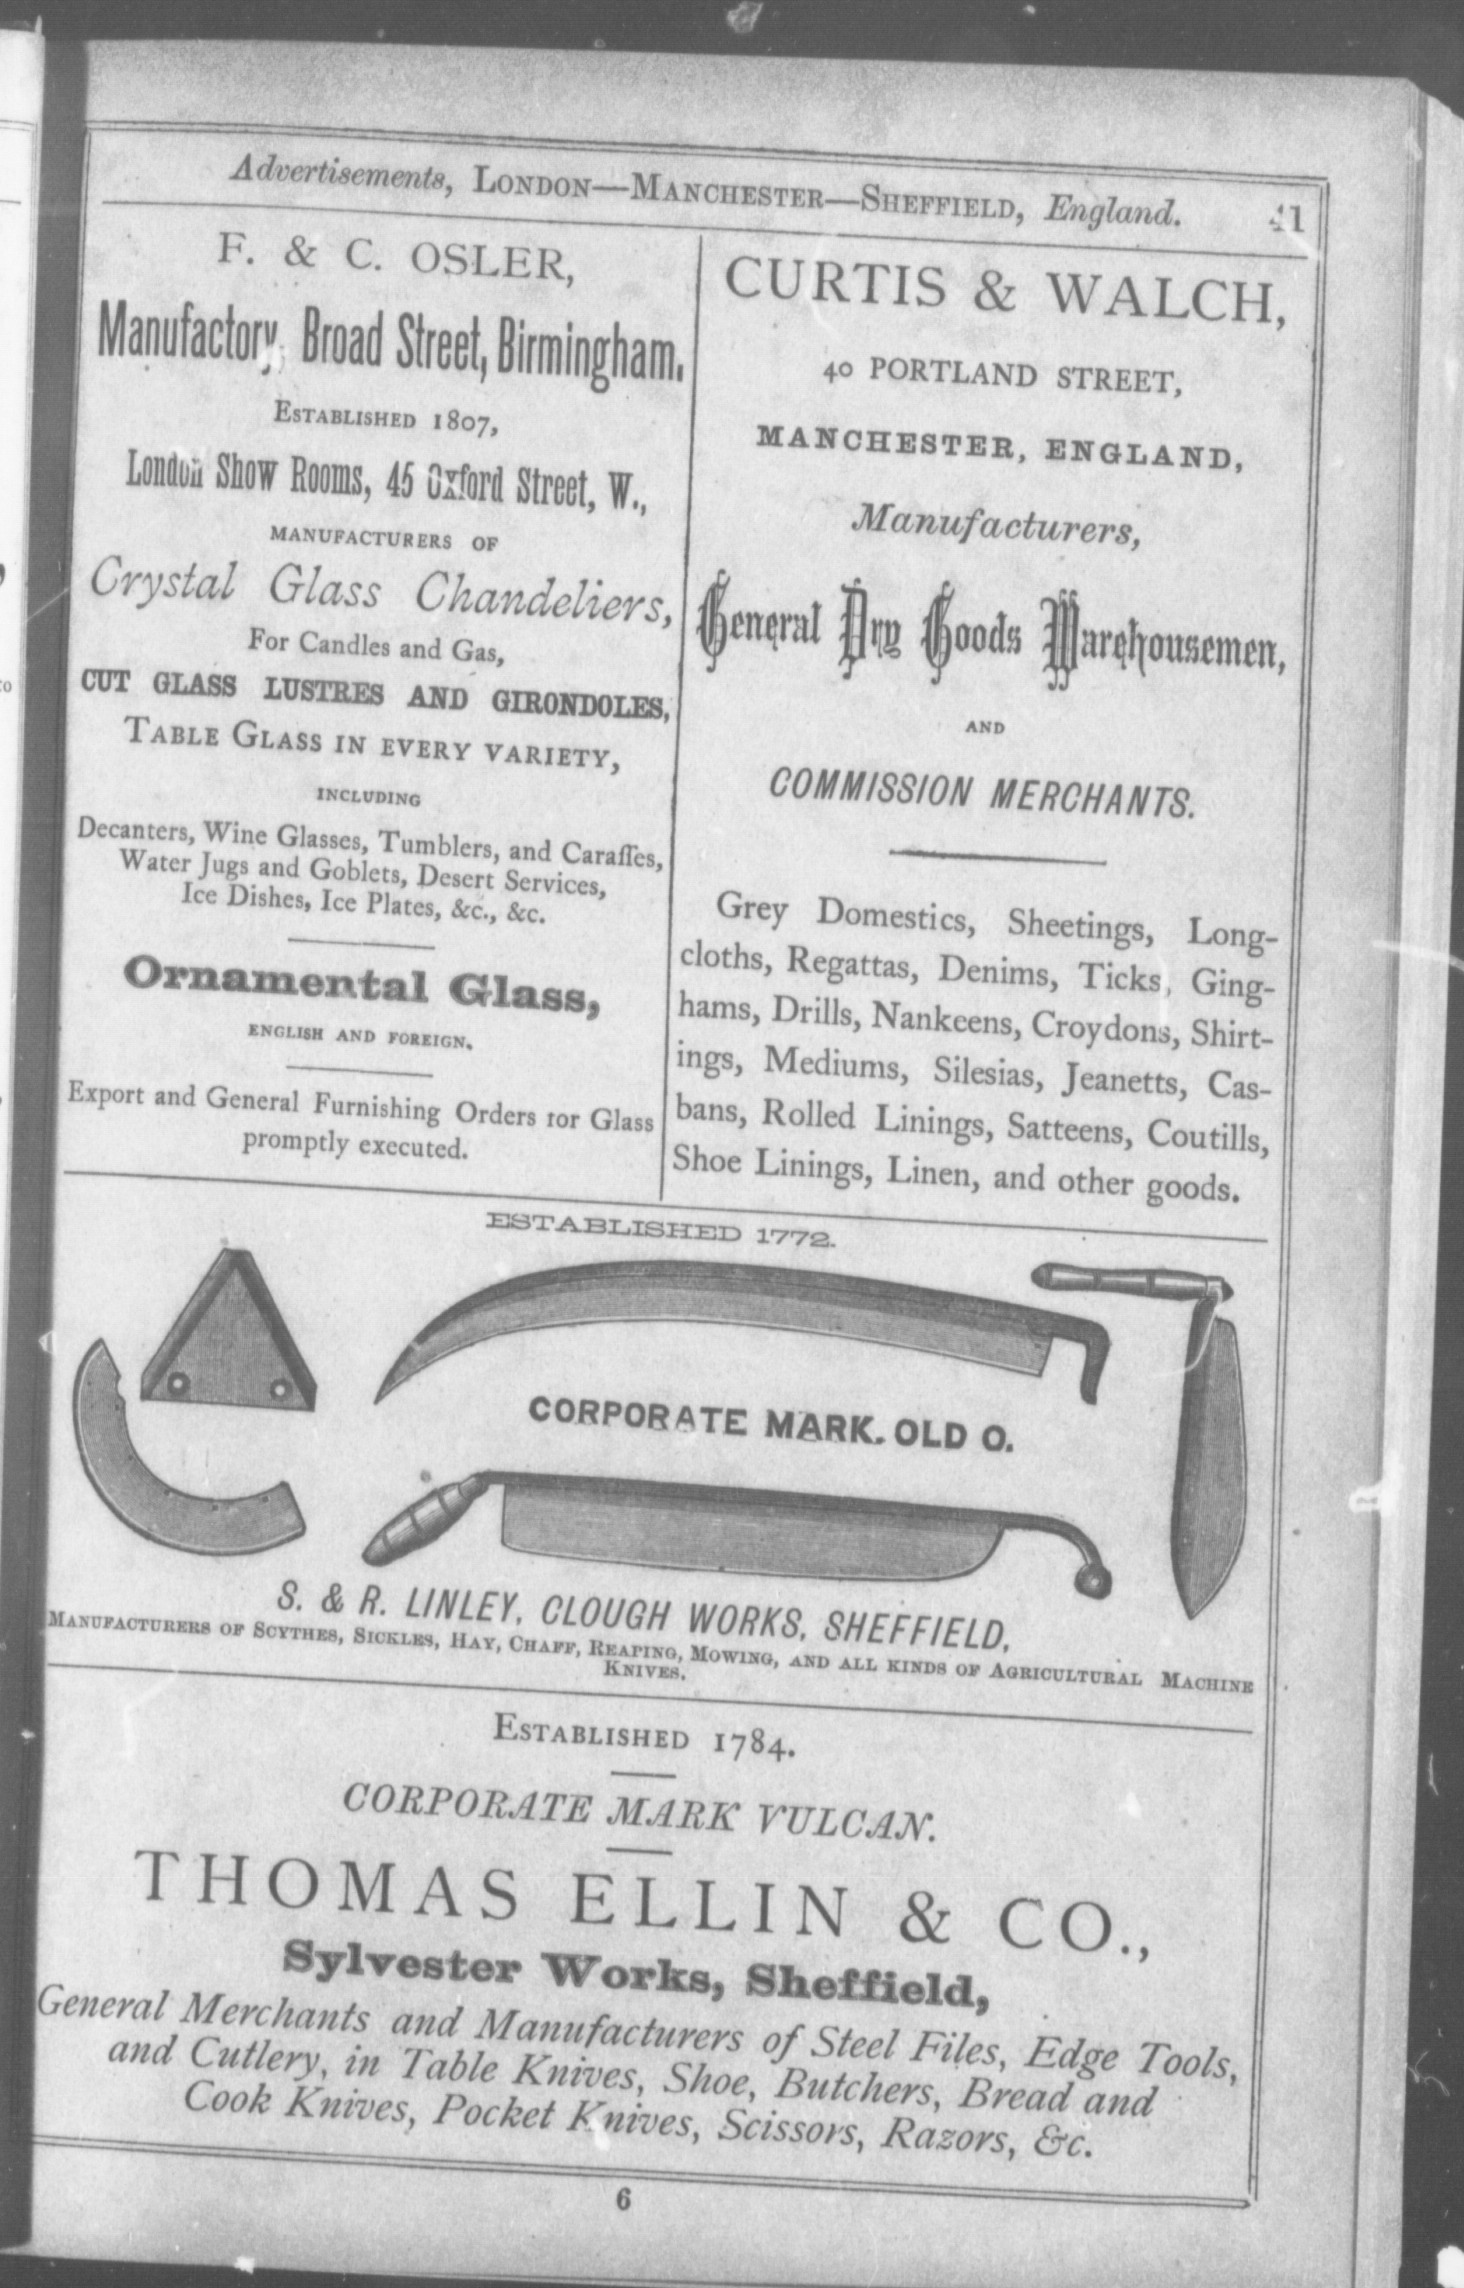 Advertisements, LONDON—MANCHESTER—SHEFFIELD, England. 41
F. & C. OSLER,
Manufactory, Broad Street, Birmingham.
ESTABLISHED 1807,
London Show Rooms, 45 Oxford Street, W.,
MANUFACTURERS OF
Crystal Glass Chandeliers,
For Candles and Gas,
CUT GLASS LUSTRES AND GIRONDOLES,
TABLE GLASS IN EVERY VARIETY,
INCLUDING
Decanters, Wine Glasses, Tumblers, and Caraffes,
Water Jugs and Goblets, Desert Services,
Ice Dishes, Ice Plates, &c., &c.
Ornamental Glass,
ENGLISH AND FOREIGN.
Export and General Furnishing Orders for Glass
promptly executed.
CURTIS & WALCH,
40 PORTLAND STREET,
MANCHESTER, ENGLAND,
Manufacturers,
General Dry Goods Warehousemen,
AND
COMMISSION MERCHANTS.
Grey Domestics, Sheetings, Long-
cloths, Regattas, Denims, Ticks, Ging-
hams, Drills, Nankeens, Croydons, Shirt-
ings, Mediums, Silesias, Jeanetts, Cas-
bans, Rolled Linings, Satteens, Coutills,
Shoe Linings, Linen, and other goods.
ESTABLISHED 1772.
CORPORATE MARK. OLD O.
S. & R. LINLEY, CLOUGH WORKS, SHEFFIELD,
MANUFACTURERS OF SCYTHES, SICKLES, HAY, CHAFF, REAPING, MOWING, AND ALL KINDS OF AGRICULTURAL MACHINE
KNIVES.
ESTABLISHED 1784.
CORPORATE MARK VULCAN.
THOMAS ELLIN & CO.,
Sylvester Works, Sheffield,
General Merchants and Manufacturers of Steel Files, Edge Tools,
and Cutlery, in Table Knives, Shoe, Butchers, Bread and
Cook Knives, Pocket Knives, Scissors, Razors, &c.
6